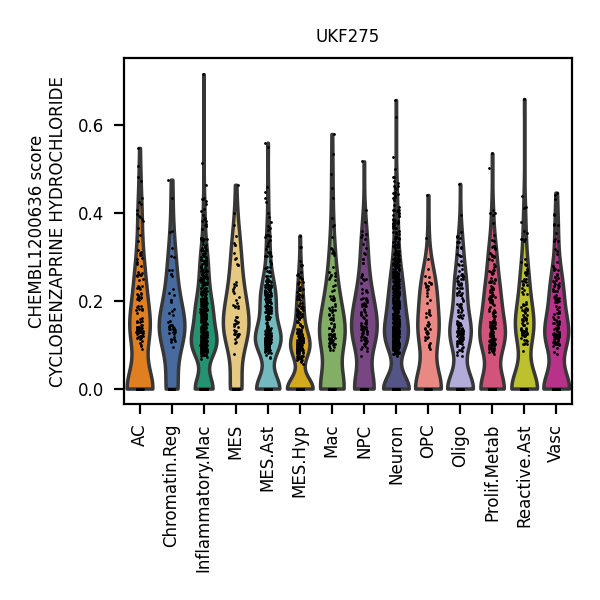 UKF275
CHEMBL1200636 score
CYCLOBENZAPRINE HYDROCHLORIDE
0.6
0.4
0.2
0.0
AC
Chromatin.Reg
Inflammatory.Mac
MES
MES.Ast
MES.Hyp
Mac
NPC
Neuron
OPC
Oligo
Prolif.Metab
Reactive.Ast
Vasc